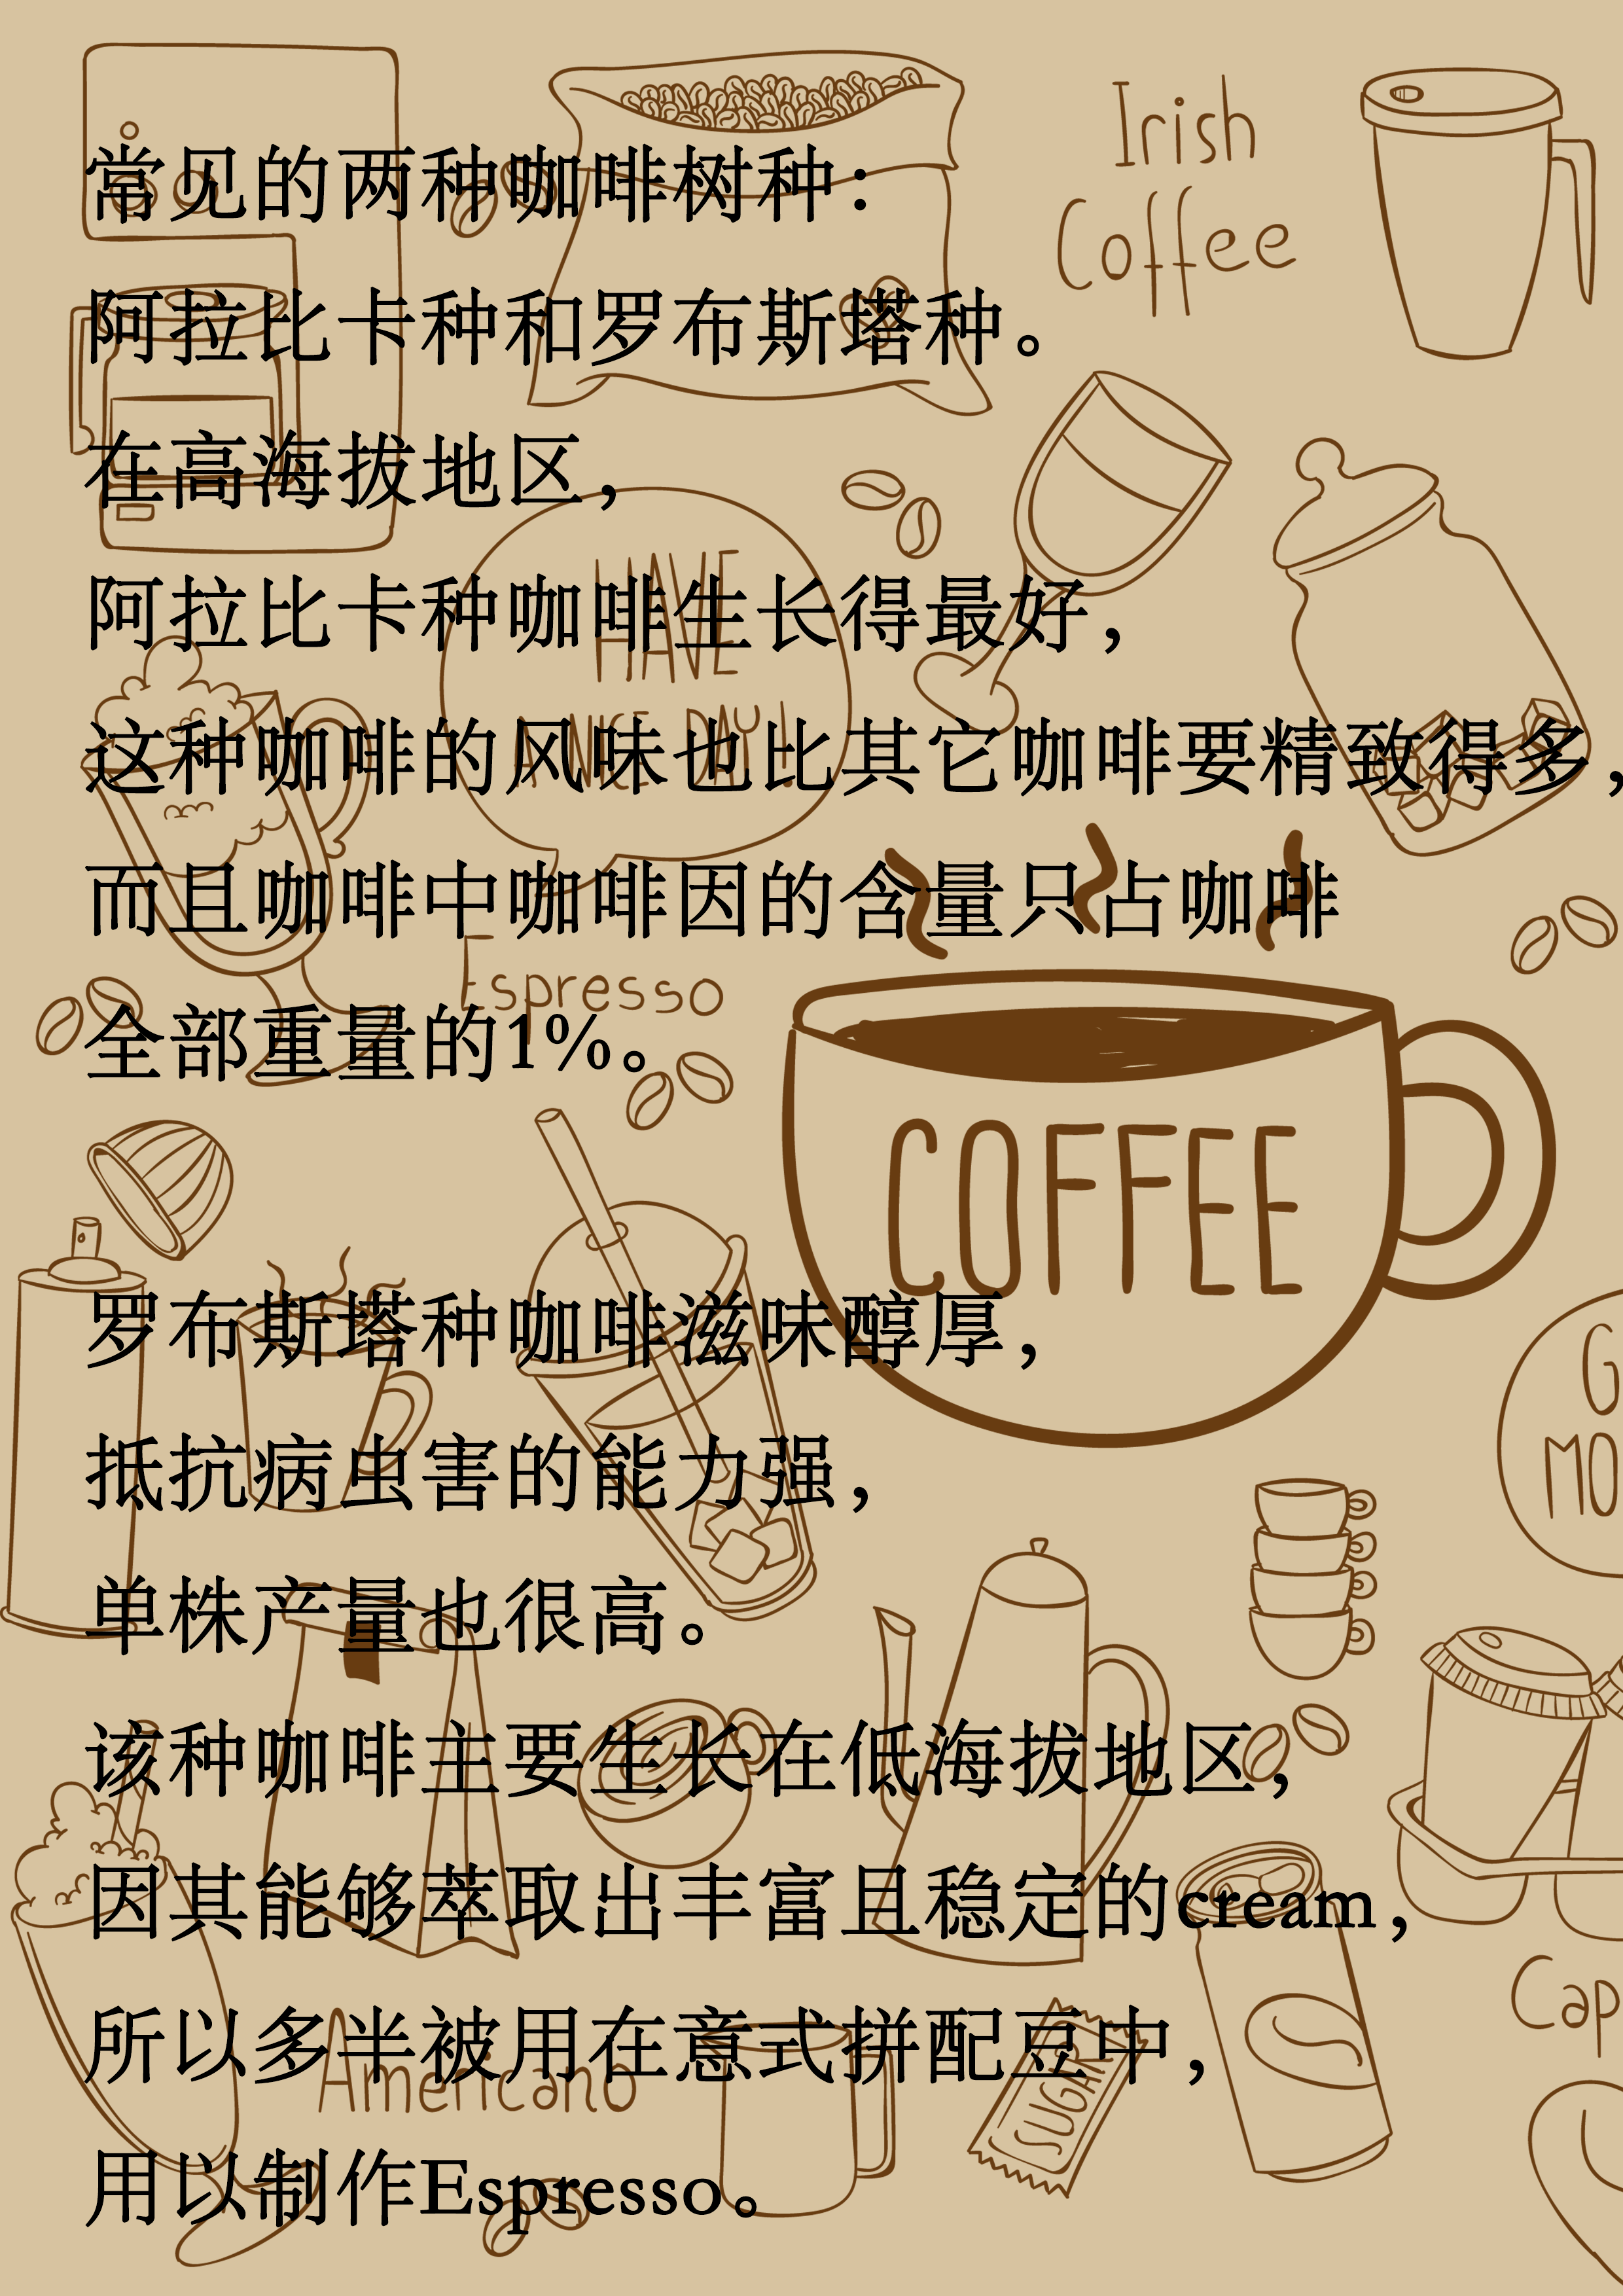 常见的两种咖啡树种：
阿拉比卡种和罗布斯塔种。
Irish
Coffee
在高海拔地区，
阿拉比卡种咖啡生长得最好，
HAVE
A NICE DAY!
这种咖啡的风味也比其它咖啡要精致得多，
而且咖啡中咖啡因的含量只占咖啡
Espresso
全部重量的1%。
COFFEE
罗布斯塔种咖啡滋味醇厚，
G
MO
抵抗病虫害的能力强，
单株产量也很高。
该种咖啡主要生长在低海拔地区，
因其能够萃取出丰富且稳定的cream，
Cap
所以多半被用在意式拼配豆中，
Americano
SUGAR
用以制作Espresso。